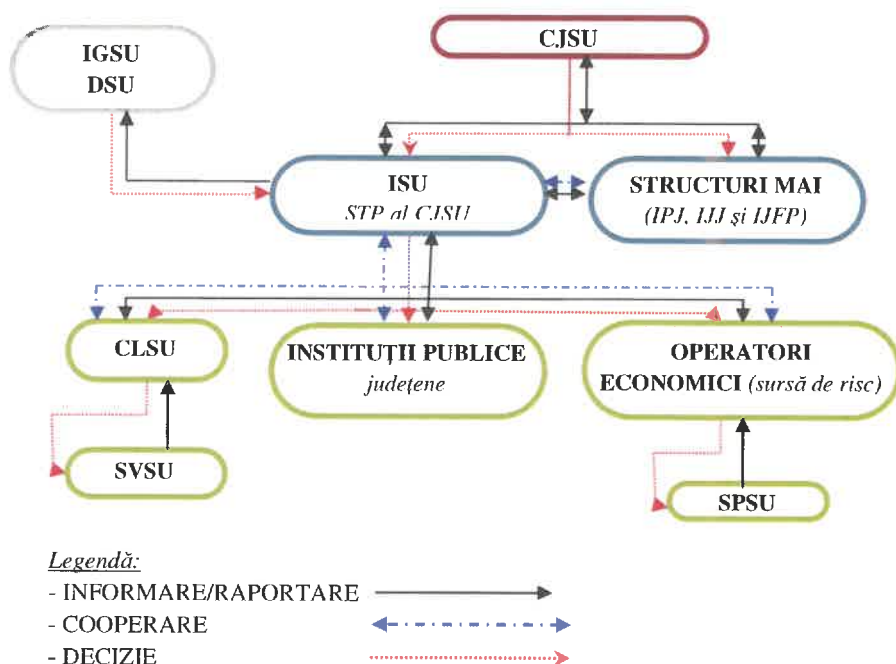 IGSU
DSU
CJSU
ISU
STP al CJSU
STRUCTURI MAI
(IPJ, IJJ și IJFP)
CLSU
INSTITUȚII PUBLICE
județene
OPERATORI
ECONOMICI (sursă de risc)
SVSU
SPSU
Legendă:
- INFORMARE/RAPORTARE
- COOPERARE
- DECIZIE